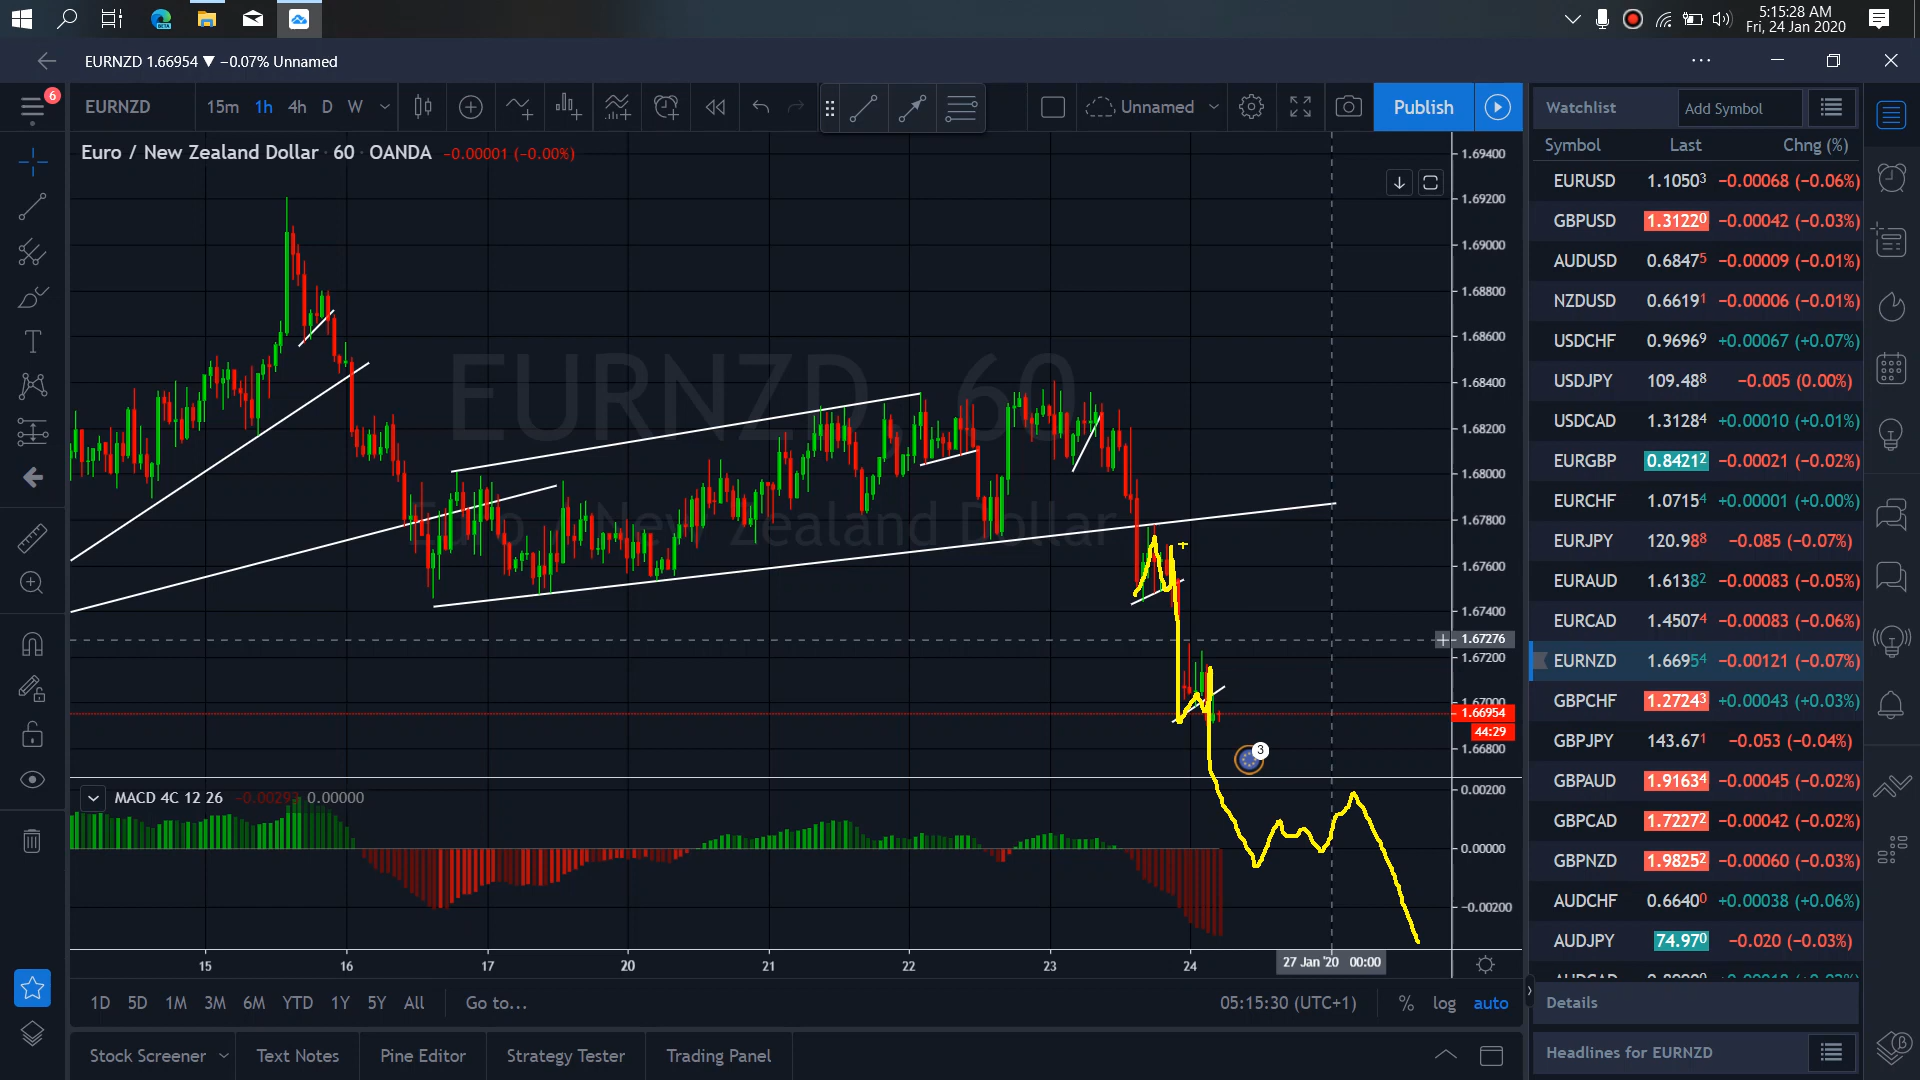 5:15:28 AM
Fri, 24 Jan 2020
EURNZD 1.66954 ▼ −0.07% Unnamed
6
EURNZD 15m 1h 4h D W Unnamed Publish
Watchlist Add Symbol
Euro / New Zealand Dollar · 60 · OANDA −0.00001 (−0.00%)
Symbol Last Chng (%)
EURUSD 1.10503 −0.00068 (−0.06%)
GBPUSD 1.31220 −0.00042 (−0.03%)
AUDUSD 0.68475 −0.00009 (−0.01%)
NZDUSD 0.66191 −0.00006 (−0.01%)
USDCHF 0.96969 +0.00067 (+0.07%)
USDJPY 109.488 −0.005 (0.00%)
USDCAD 1.31284 +0.00010 (+0.01%)
EURGBP 0.84212 −0.00021 (−0.02%)
EURCHF 1.07154 +0.00001 (+0.00%)
EURJPY 120.988 −0.085 (−0.07%)
EURAUD 1.61382 −0.00083 (−0.05%)
EURCAD 1.45074 −0.00083 (−0.06%)
EURNZD 1.66954 −0.00121 (−0.07%)
GBPCHF 1.27243 +0.00043 (+0.03%)
GBPJPY 143.671 −0.053 (−0.04%)
GBPAUD 1.91634 −0.00045 (−0.02%)
GBPCAD 1.72272 −0.00042 (−0.02%)
GBPNZD 1.98252 −0.00060 (−0.03%)
AUDCHF 0.66400 +0.00038 (+0.06%)
AUDJPY 74.970 −0.020 (−0.03%)
Details
Headlines for EURNZD
EURNZD, 60
Euro / New Zealand Dollar
1.69400
1.69200
1.69000
1.68800
1.68600
1.68400
1.68200
1.68000
1.67800
1.67600
1.67400
1.67276
1.67200
1.67000
1.66954
44:29
1.66800
3
MACD 4C 12 26 −0.00293 0.00000
0.00200
0.00000
−0.00200
15 16 17 20 21 22 23 24 27 Jan '20 00:00
1D 5D 1M 3M 6M YTD 1Y 5Y All Go to... 05:15:30 (UTC+1) % log auto
Stock Screener Text Notes Pine Editor Strategy Tester Trading Panel